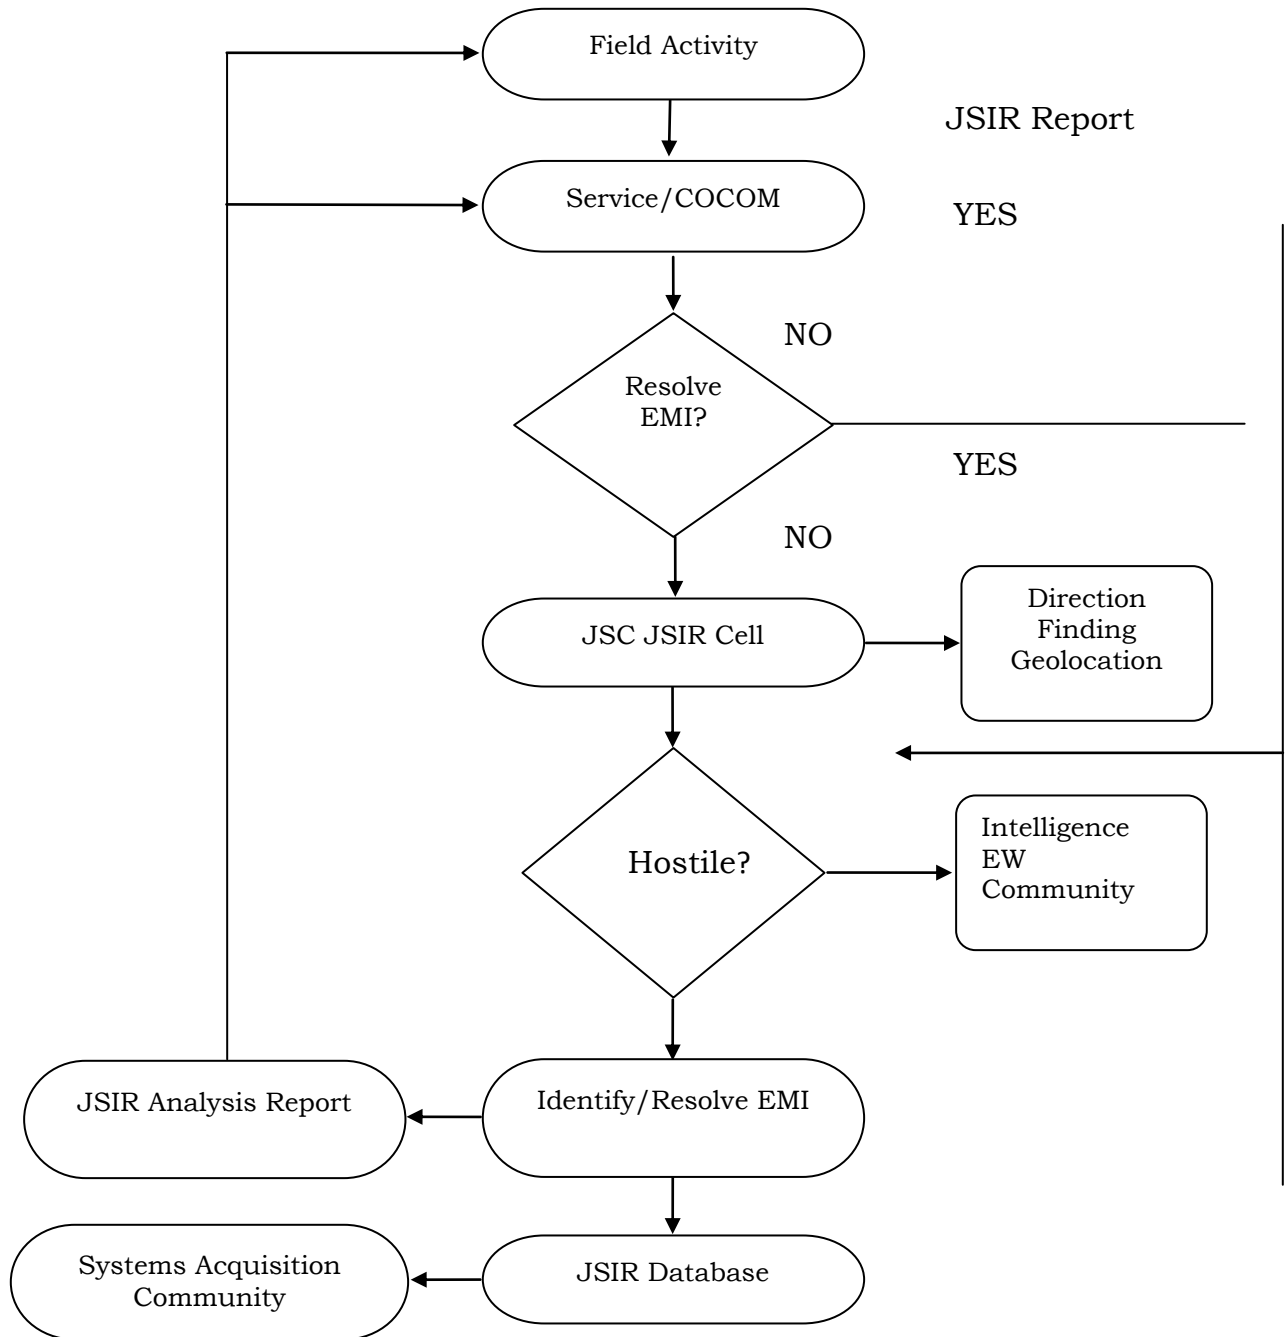 Field Activity
JSIR Report
Service/COCOM
YES
NO
Resolve
EMI?
YES
NO
JSC JSIR Cell
Direction
Finding
Geolocation
Hostile?
Intelligence
EW
Community
Identify/Resolve EMI
JSIR Analysis Report
JSIR Database
Systems Acquisition
Community